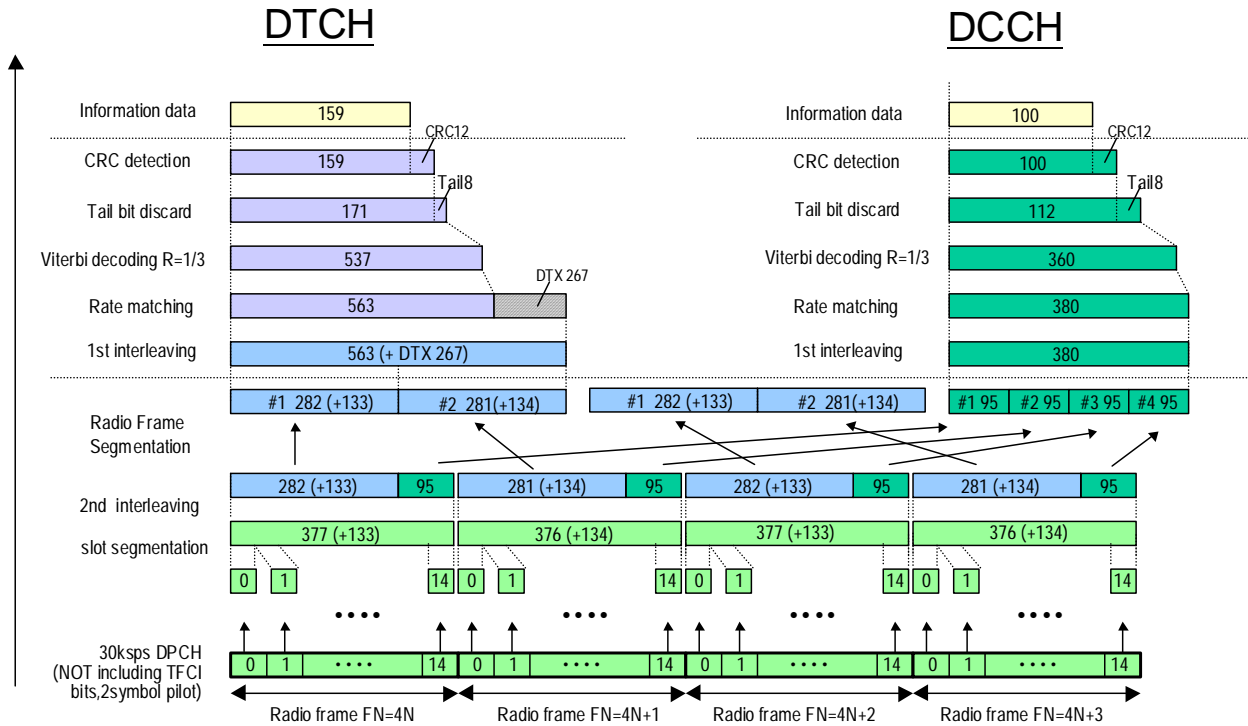 DTCH
DCCH
Information data
159
Information data
100
CRC12
CRC12
CRC detection
159
CRC detection
100
Tail8
Tail8
Tail bit discard
171
Tail bit discard
112
Viterbi decoding R=1/3
537
Viterbi decoding R=1/3
360
DTX 267
Rate matching
563
Rate matching
380
1st interleaving
563 (+ DTX 267)
1st interleaving
380
#1 282 (+133)
#2 281(+134)
#1 282 (+133)
#2 281(+134)
#1 95
#2 95
#3 95
#4 95
Radio Frame
Segmentation
2nd interleaving
282 (+133)
95
281 (+134)
95
282 (+133)
95
281 (+134)
95
slot segmentation
377 (+133)
376 (+134)
377 (+133)
376 (+134)
0
1
14
0
1
14
0
1
14
0
1
14
• • • •
• • • •
• • • •
• • • •
30ksps DPCH
(NOT including TFCI
bits,2symbol pilot)
0
1
• • • •
14
0
1
• • • •
14
0
1
• • • •
14
0
1
• • • •
14
Radio frame FN=4N
Radio frame FN=4N+1
Radio frame FN=4N+2
Radio frame FN=4N+3